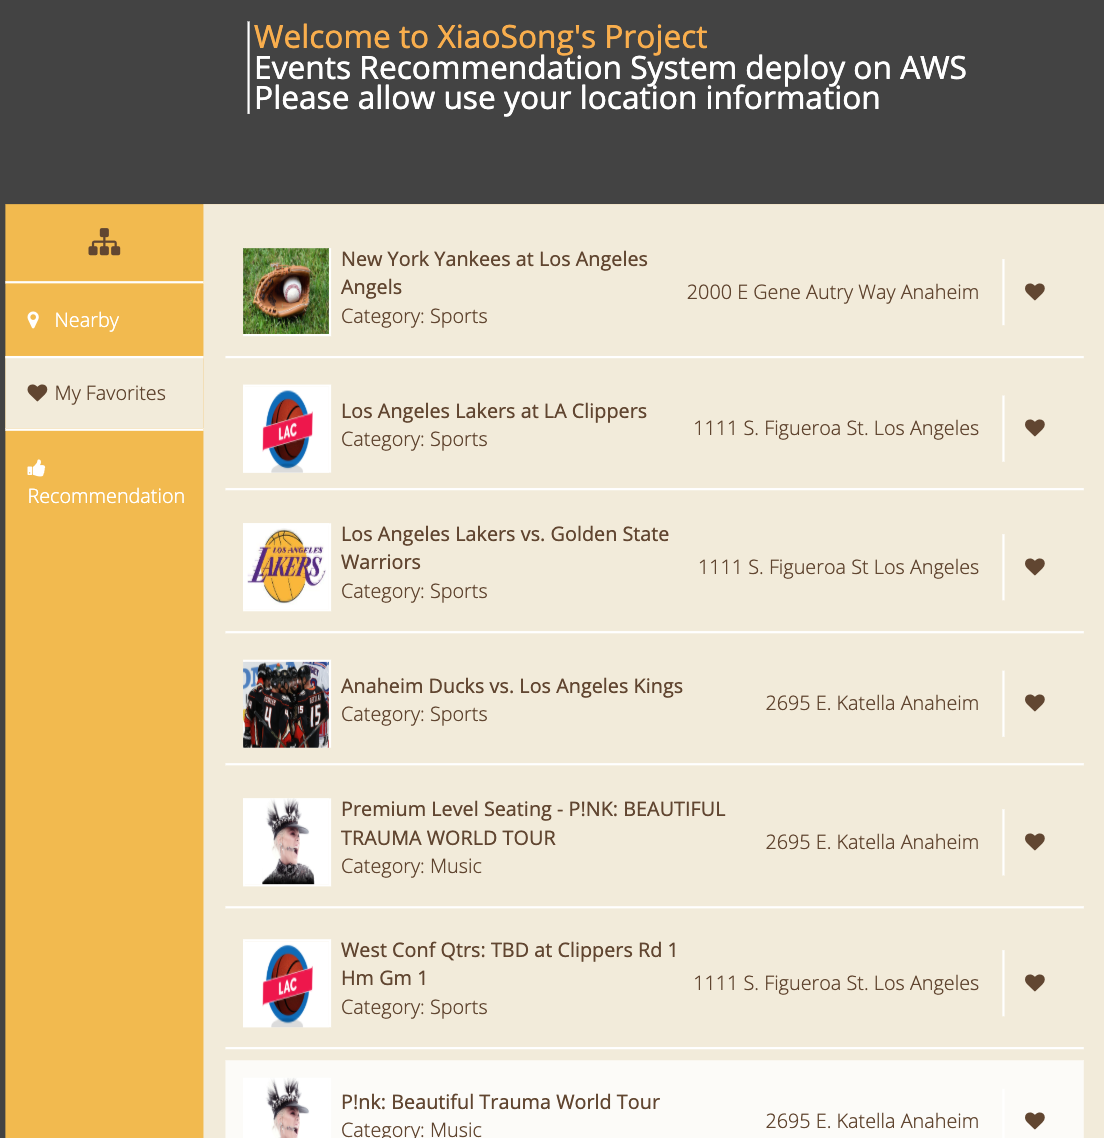 Welcome to XiaoSong's Project
Events Recommendation System deploy on AWS
Please allow use your location information
Nearby
My Favorites
Recommendation
New York Yankees at Los Angeles
Angels
Category: Sports
2000 E Gene Autry Way Anaheim
LAC
Los Angeles Lakers at LA Clippers
Category: Sports
1111 S. Figueroa St. Los Angeles
LOS ANGELES
LAKERS
Los Angeles Lakers vs. Golden State
Warriors
Category: Sports
1111 S. Figueroa St Los Angeles
4
15
Anaheim Ducks vs. Los Angeles Kings
Category: Sports
2695 E. Katella Anaheim
Premium Level Seating - P!NK: BEAUTIFUL
TRAUMA WORLD TOUR
Category: Music
2695 E. Katella Anaheim
LAC
West Conf Qtrs: TBD at Clippers Rd 1
Hm Gm 1
Category: Sports
1111 S. Figueroa St. Los Angeles
P!nk: Beautiful Trauma World Tour
Category: Music
2695 E. Katella Anaheim